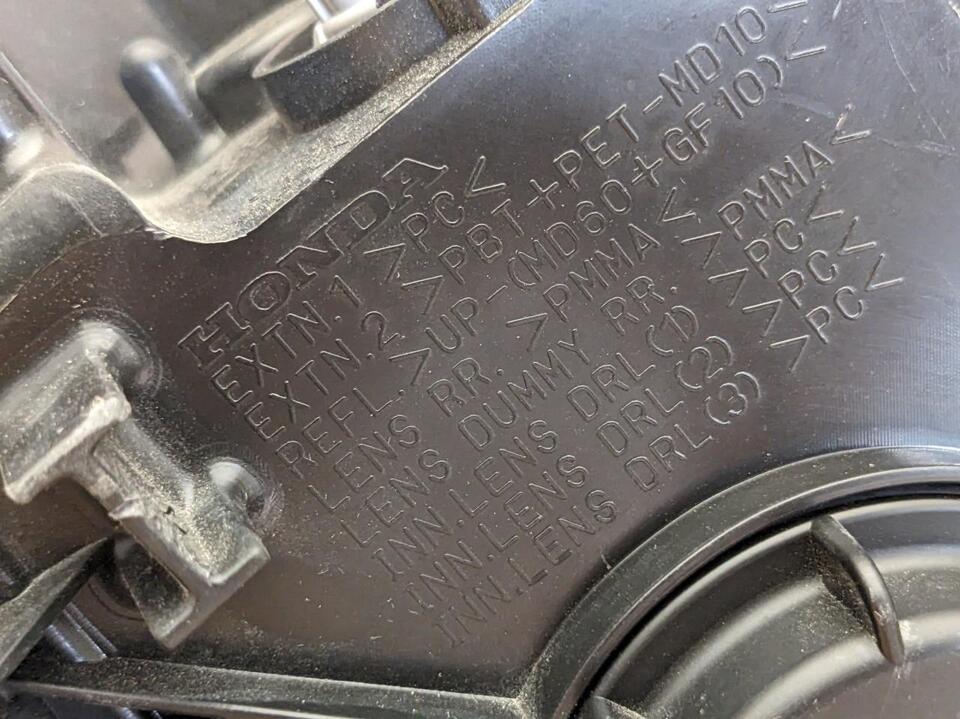 HONDA
EXTN.1 >PC<
EXTN.2 >PBT+PET-MD10<
REFL. >UP-(MD60+GF10)<
LENS RR. >PMMA<
LENS DUMMY RR. >PMMA<
INN.LENS DRL(1) >PC<
INN.LENS DRL(2) >PC<
INN.LENS DRL(3) >PC<